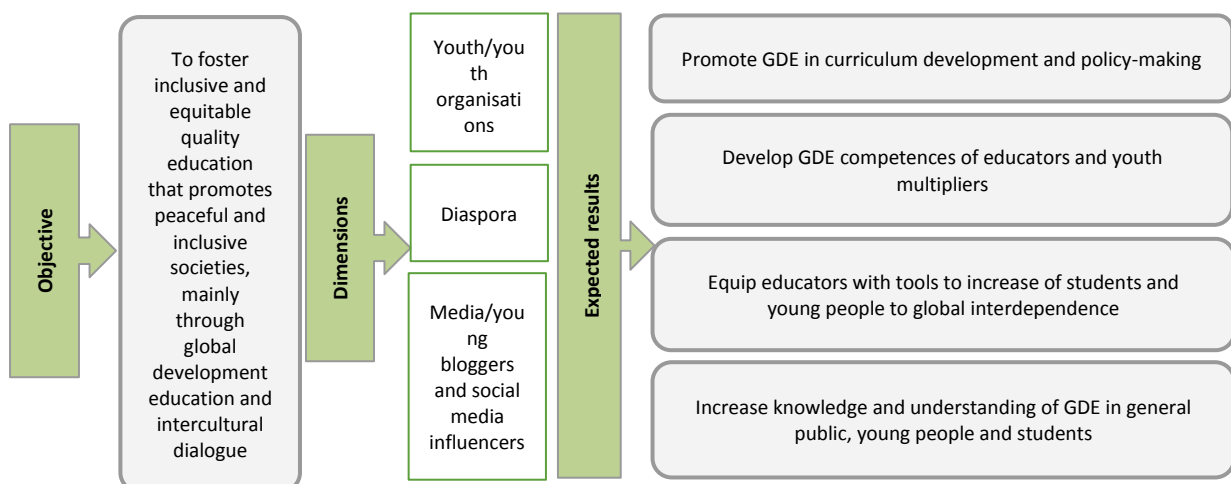 Objective
To foster
inclusive and
equitable
quality
education
that promotes
peaceful and
inclusive
societies,
mainly
through
global
development
education and
intercultural
dialogue
Dimensions
Youth/you
th
organisati
ons
Diaspora
Media/you
ng
bloggers
and social
media
influencers
Expected results
Promote GDE in curriculum development and policy-making
Develop GDE competences of educators and youth
multipliers
Equip educators with tools to increase of students and
young people to global interdependence
Increase knowledge and understanding of GDE in general
public, young people and students